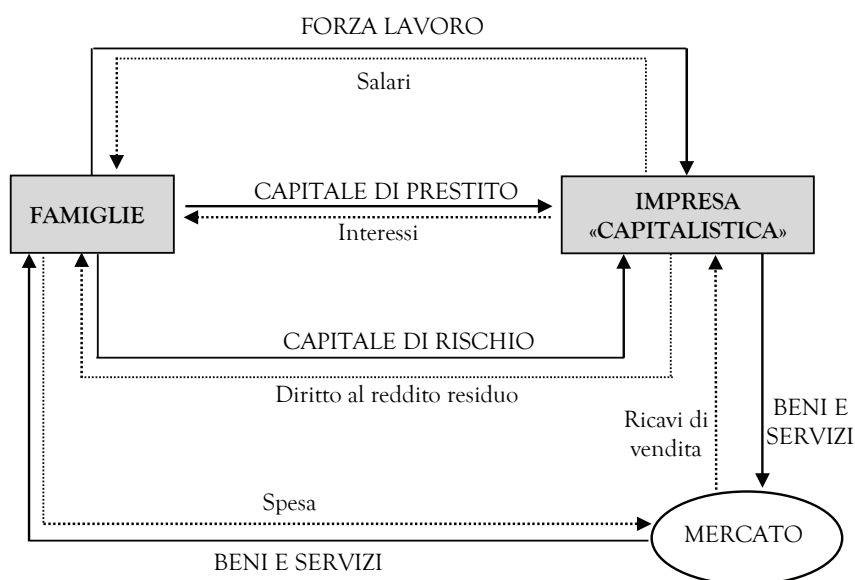 FORZA LAVORO
Salari
FAMIGLIE
CAPITALE DI PRESTITO
Interessi
IMPRESA
«CAPITALISTICA»
CAPITALE DI RISCHIO
Diritto al reddito residuo
Ricavi di
vendita
BENI E
SERVIZI
Spesa
MERCATO
BENI E SERVIZI